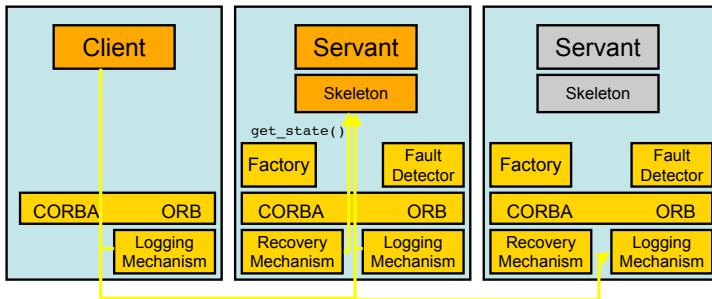 Client
Servant
Servant
Skeleton
Skeleton
get_state()
Factory
Fault
Detector
Factory
Fault
Detector
CORBA ORB
CORBA ORB
CORBA ORB
Logging
Mechanism
Recovery
Mechanism
Logging
Mechanism
Recovery
Mechanism
Logging
Mechanism